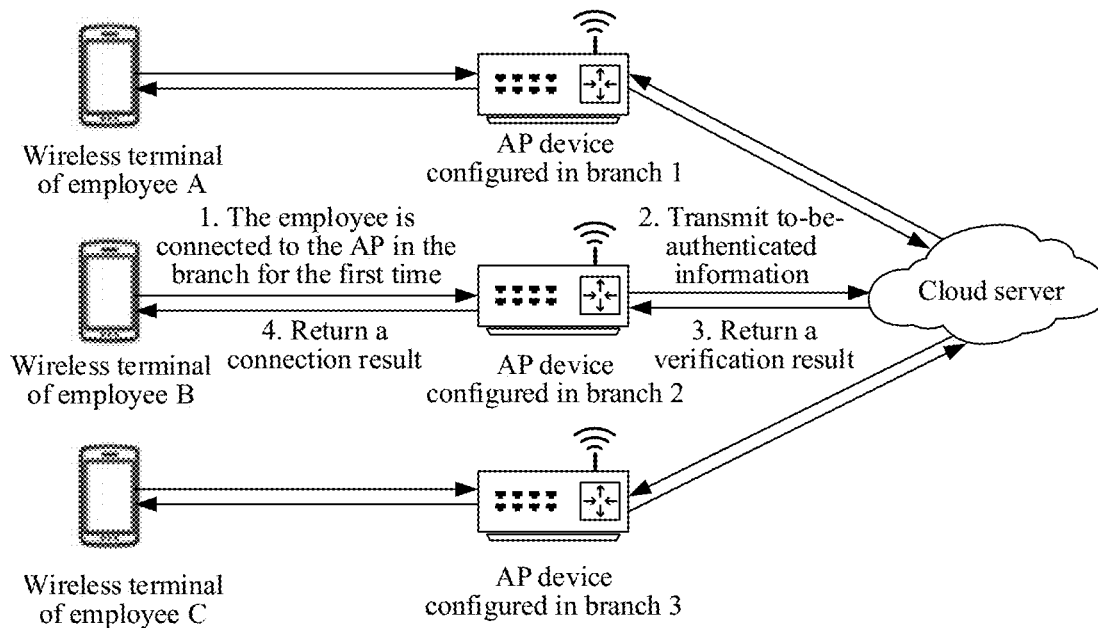 Wireless terminal
of employee A
AP device
configured in branch 1
1. The employee is
connected to the AP in the
branch for the first time
2. Transmit to-be-
authenticated
information
Cloud server
4. Return a
connection result
3. Return a
verification result
Wireless terminal
of employee B
AP device
configured in branch 2
Wireless terminal
of employee C
AP device
configured in branch 3